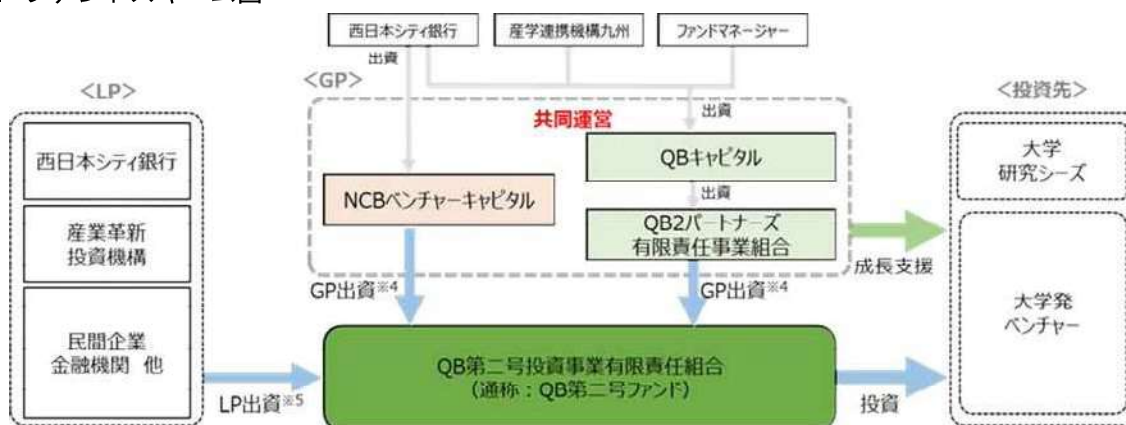 西日本シティ銀行
産学連携機構九州
ファンドマネージャー
出資
<GP>
<LP>
<投資先>
共同運営
出資
西日本シティ銀行
QBキャピタル
大学
研究シーズ
出資
NCBベンチャーキャピタル
産業革新
投資機構
QB2パートナーズ
有限責任事業組合
成長支援
GP出資※4
GP出資※4
大学発
ベンチャー
民間企業
金融機関 他
QB第二号投資事業有限責任組合
(通称:QB第二号ファンド)
LP出資※5
投資